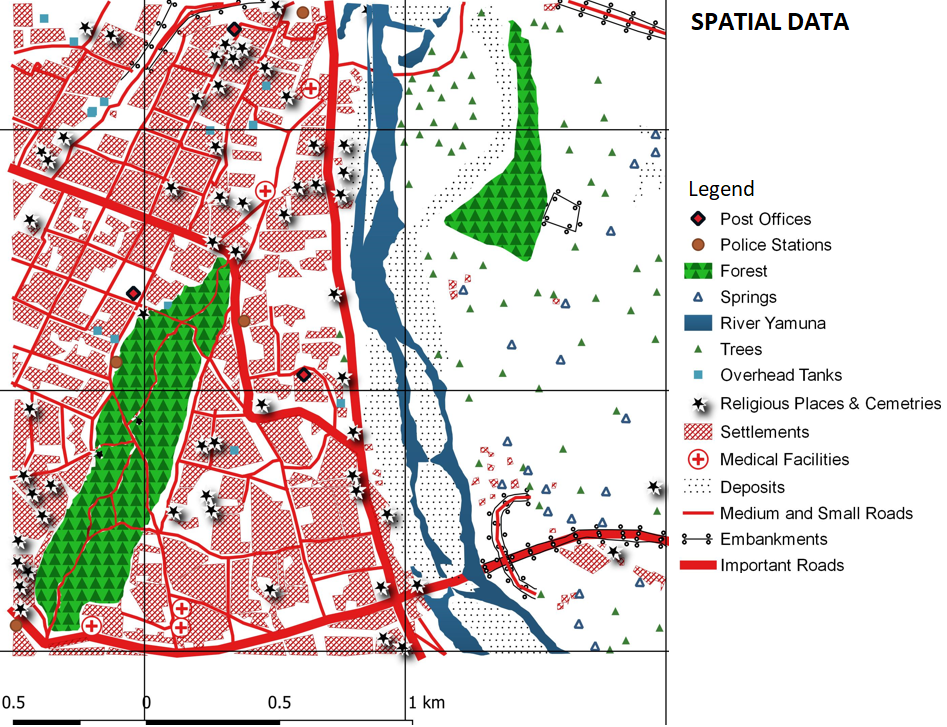 SPATIAL DATA
Legend
Post Offices
Police Stations
Forest
Springs
River Yamuna
Trees
Overhead Tanks
Religious Places & Cemetries
Settlements
Medical Facilities
Deposits
Medium and Small Roads
Embankments
Important Roads
0.5 0 0.5 1 km